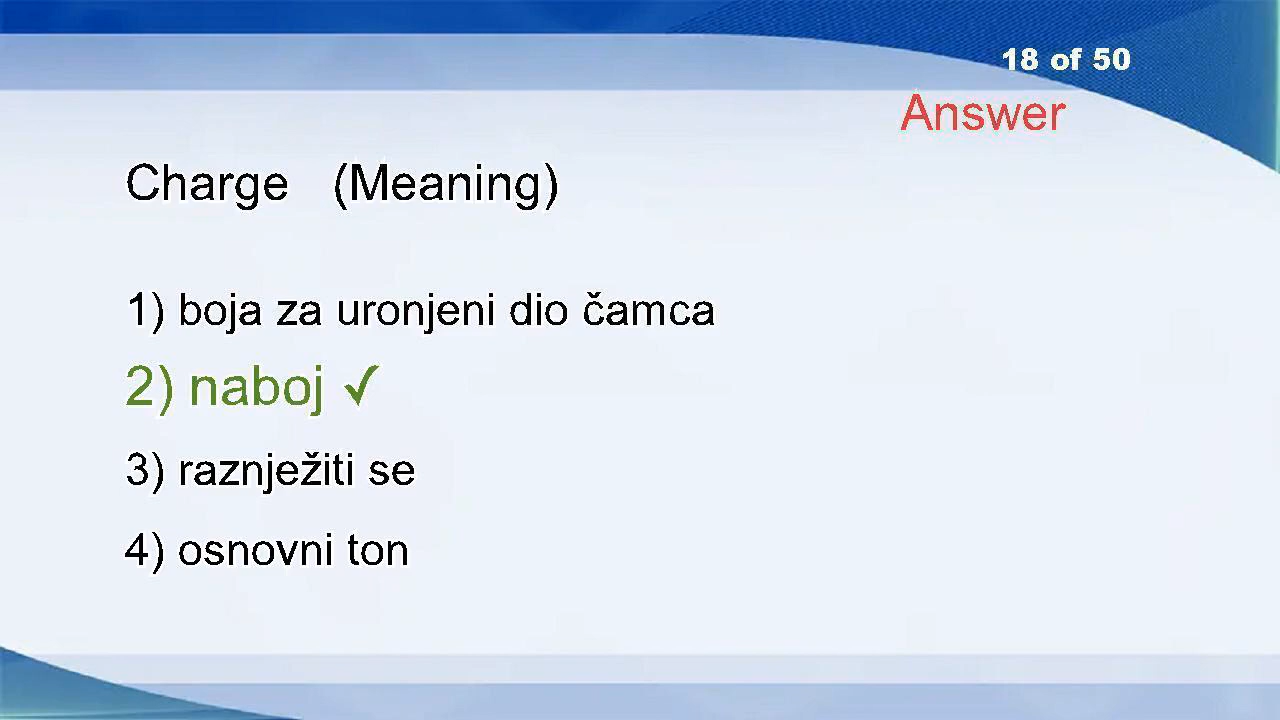 18 of 50
Answer
Charge (Meaning)
1) boja za uronjeni dio čamca
2) naboj ✓
3) raznježiti se
4) osnovni ton